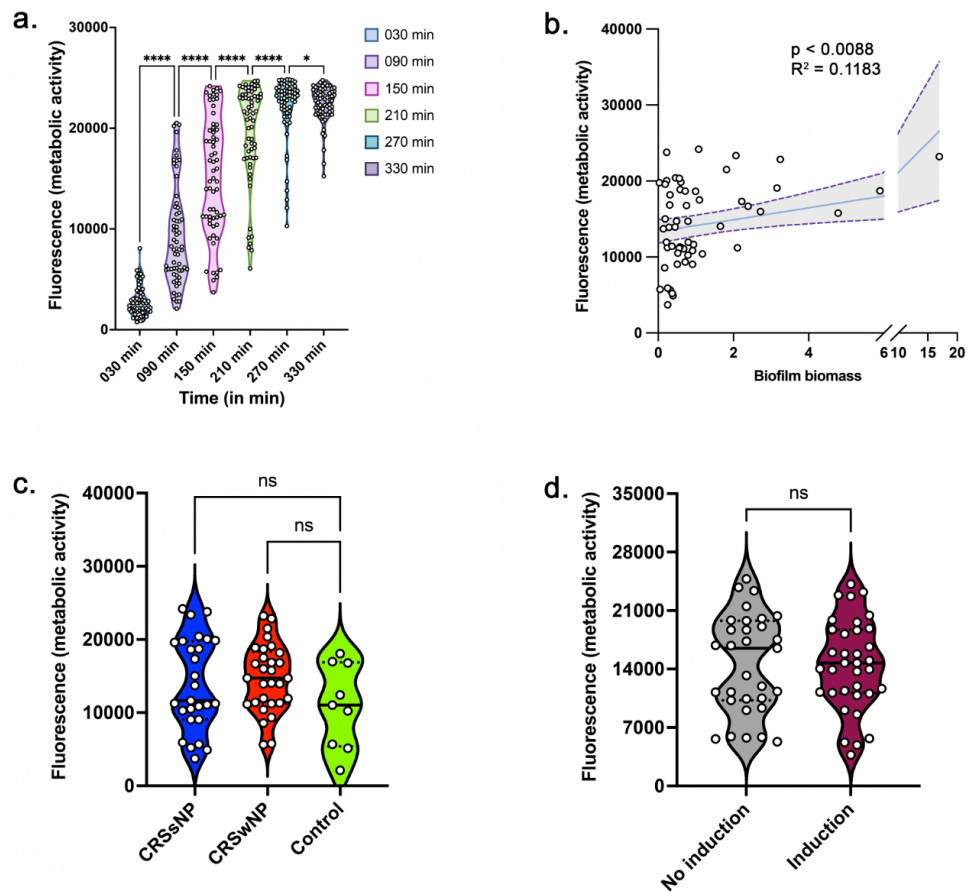 a.
Fluorescence (metabolic activity)
30000
20000
10000
0
**** **** **** **** *
030 min
090 min
150 min
210 min
270 min
330 min
Time (in min)
030 min
090 min
150 min
210 min
270 min
330 min
b.
Fluorescence (metabolic activity)
40000
30000
20000
10000
0
p < 0.0088
R² = 0.1183
0 2 4 6 10 15 20
Biofilm biomass
c.
Fluorescence (metabolic activity)
40000
30000
20000
10000
0
ns
ns
CRSsNP
CRSwNP
Control
d.
Fluorescence (metabolic activity)
35000
28000
21000
14000
7000
0
ns
No induction
Induction